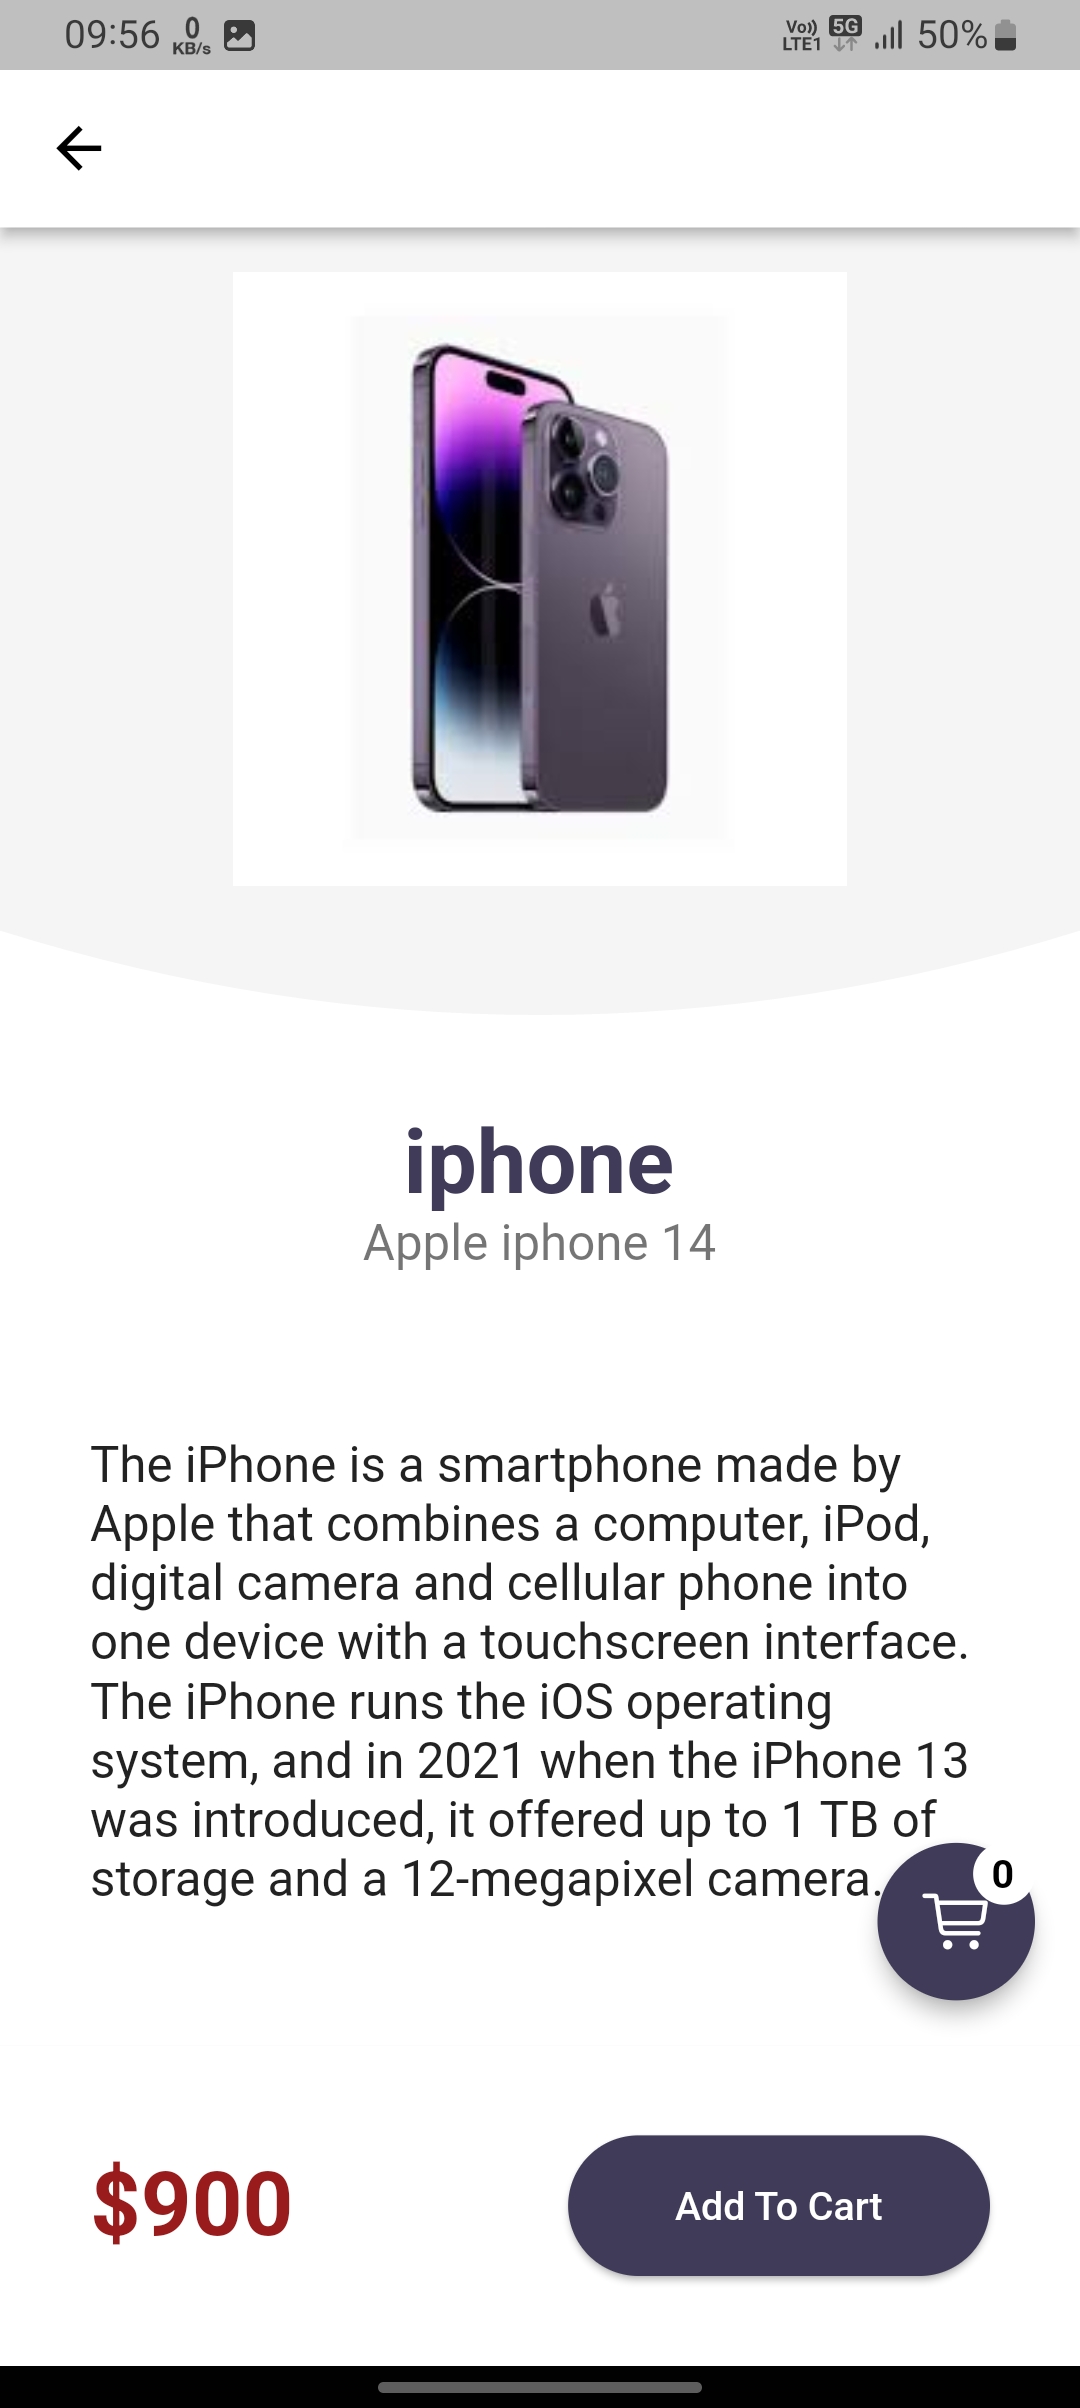 09:56 0 KB/s Vo)) LTE1 5G 50%
iphone
Apple iphone 14
The iPhone is a smartphone made by
Apple that combines a computer, iPod,
digital camera and cellular phone into
one device with a touchscreen interface.
The iPhone runs the iOS operating
system, and in 2021 when the iPhone 13
was introduced, it offered up to 1 TB of
storage and a 12-megapixel camera.
0
$900
Add To Cart